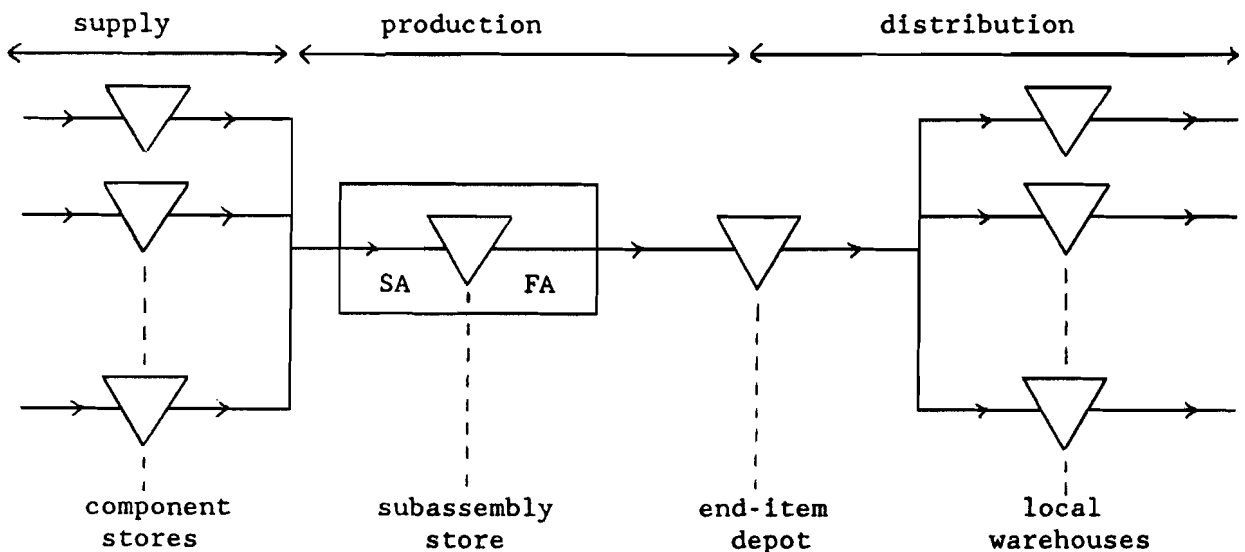 supply
production
distribution
SA
FA
component
stores
subassembly
store
end-item
depot
local
warehouses